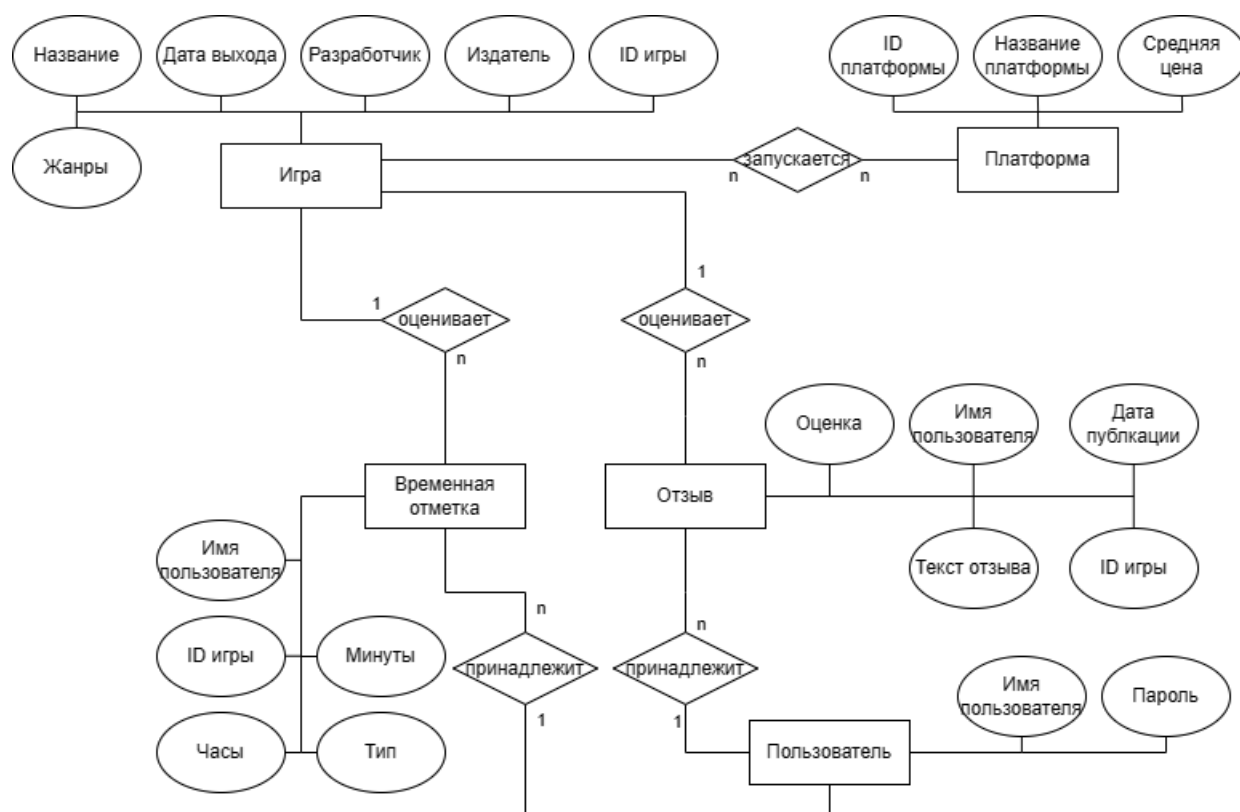 Название
Дата выхода
Разработчик
Издатель
ID игры
ID
платформы
Название
платформы
Средняя
цена
Жанры
Игра
запускается
n
n
Платформа
1
оценивает
n
1
оценивает
n
Оценка
Имя
пользователя
Дата
публкации
Временная
отметка
Отзыв
Имя
пользователя
Текст отзыва
ID игры
n
n
ID игры
Минуты
принадлежит
принадлежит
Имя
пользователя
Пароль
1
1
Часы
Тип
Пользователь